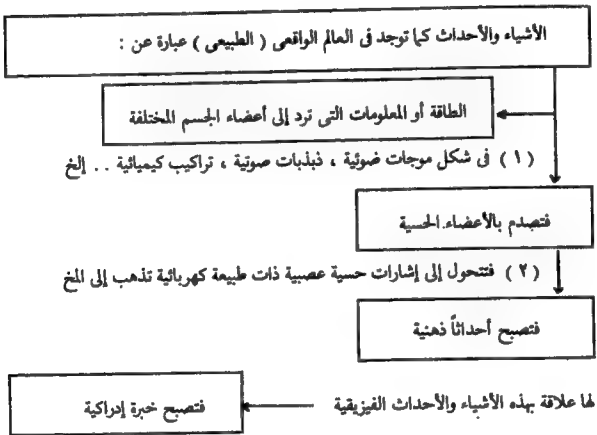 الأشياء والأحداث كما توجد فى العالم الواقعى ( الطبيعى ) عبارة عن :
الطاقة أو المعلومات التى ترد إلى أعضاء الجسم المختلفة
( ١ ) فى شكل موجات ضوئية ، ذبذبات صوتية ، تراكيب كيميائية . . إلخ
فتصدم بالأعضاء الحسية
( ٢ ) فتتحول إلى إشارات حسية عصبية ذات طبيعة كهربائية تذهب إلى المخ
فتصبح أحداثاً ذهنية
لها علاقة بهذه الأشياء والأحداث الفيزيقية فتصبح خبرة إدراكية